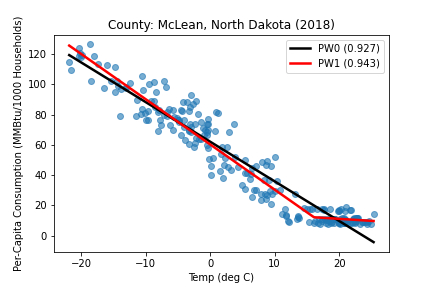 County: McLean, North Dakota (2018)
PW0 (0.927)
PW1 (0.943)
Per-Capita Consumption (MMBtu/1000 Households)
120
100
80
60
40
20
0
−20
−10
0
10
20
Temp (deg C)